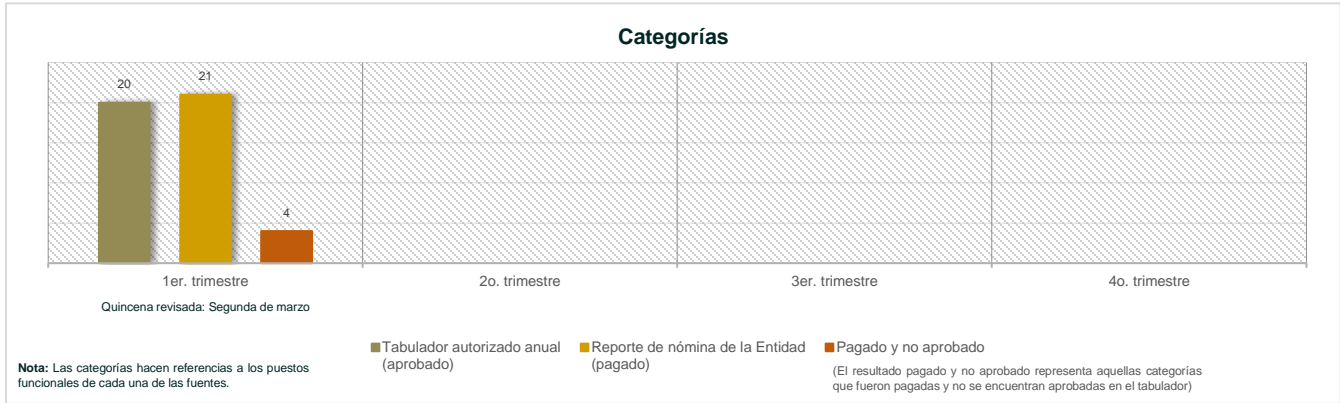 Categorías
20
21
4
1er. trimestre
2o. trimestre
3er. trimestre
4o. trimestre
Quincena revisada: Segunda de marzo
Tabulador autorizado anual
(aprobado)
Reporte de nómina de la Entidad
(pagado)
Pagado y no aprobado
(El resultado pagado y no aprobado representa aquellas categorías
que fueron pagadas y no se encuentran aprobadas en el tabulador)
Nota: Las categorías hacen referencias a los puestos
funcionales de cada una de las fuentes.